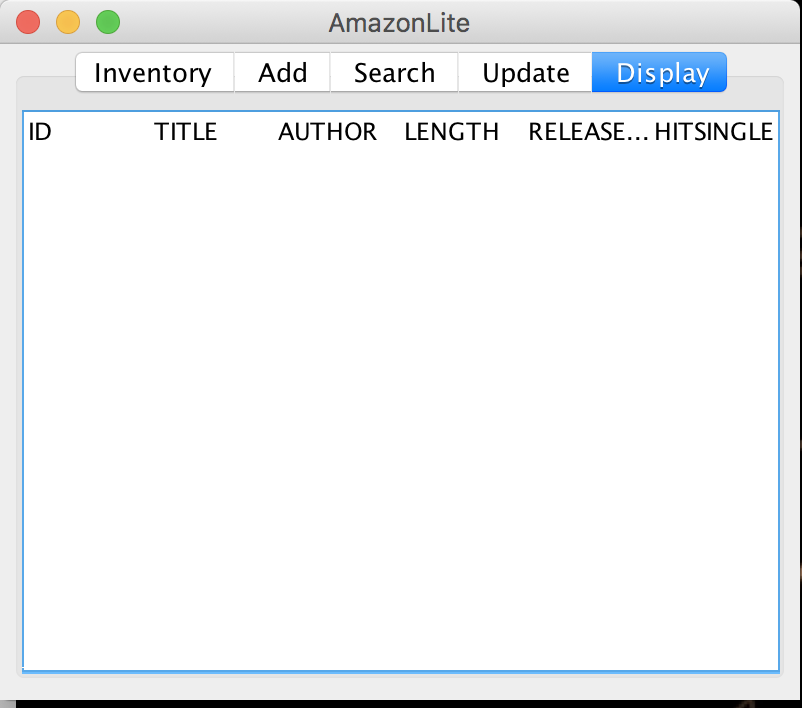 AmazonLite
Inventory Add Search Update Display
ID TITLE AUTHOR LENGTH RELEASE... HITSINGLE